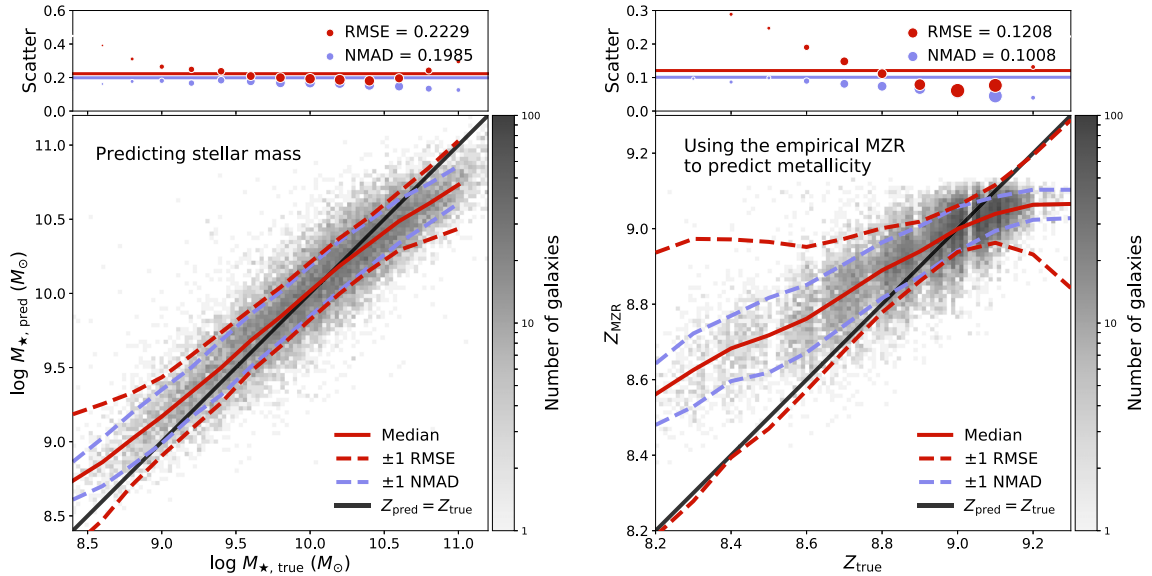 0.6
0.4
0.2
0.0
Scatter
RMSE = 0.2229
NMAD = 0.1985
Predicting stellar mass
11.0
10.5
10.0
9.5
9.0
8.5
log M★, pred (M⊙)
Median
±1 RMSE
±1 NMAD
Zpred = Ztrue
8.5 9.0 9.5 10.0 10.5 11.0
log M★, true (M⊙)
100
10
1
Number of galaxies
0.3
0.2
0.1
0.0
Scatter
RMSE = 0.1208
NMAD = 0.1008
Using the empirical MZR
to predict metallicity
9.2
9.0
8.8
8.6
8.4
8.2
ZMZR
Median
±1 RMSE
±1 NMAD
Zpred = Ztrue
8.2 8.4 8.6 8.8 9.0 9.2
Ztrue
100
10
1
Number of galaxies